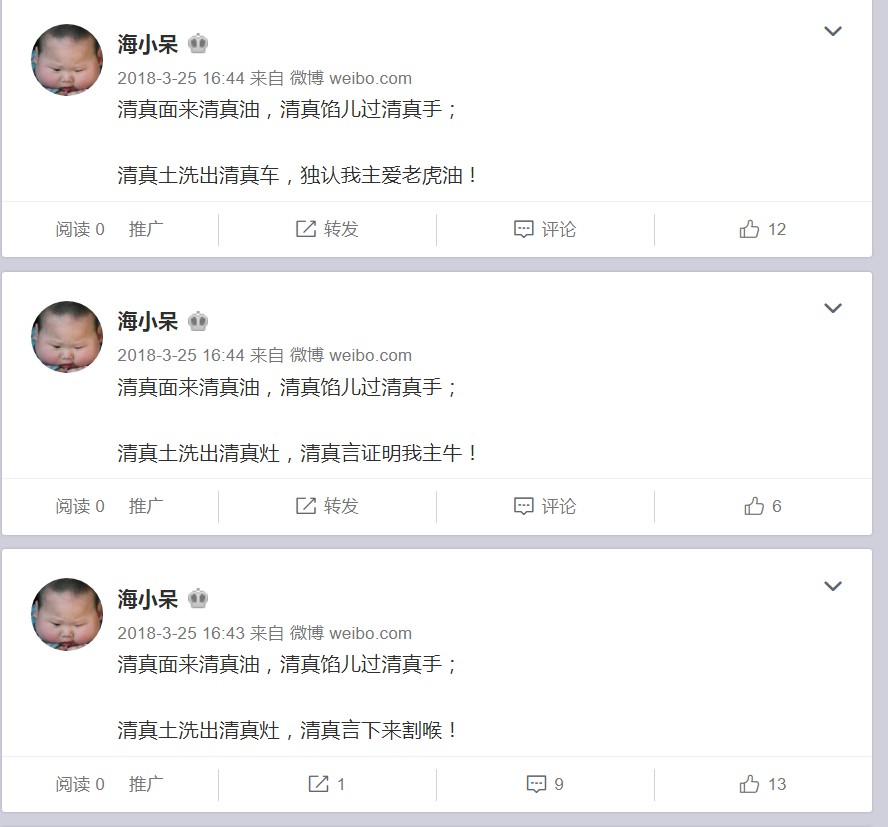 海小呆
2018-3-25 16:44 来自 微博 weibo.com
清真面来清真油，清真馅儿过清真手；
清真土洗出清真车，独认我主爱老虎油！
阅读 0 推广 转发 评论 12
海小呆
2018-3-25 16:44 来自 微博 weibo.com
清真面来清真油，清真馅儿过清真手；
清真土洗出清真灶，清真言证明我主牛！
阅读 0 推广 转发 评论 6
海小呆
2018-3-25 16:43 来自 微博 weibo.com
清真面来清真油，清真馅儿过清真手；
清真土洗出清真灶，清真言下来割喉！
阅读 0 推广 1 9 13